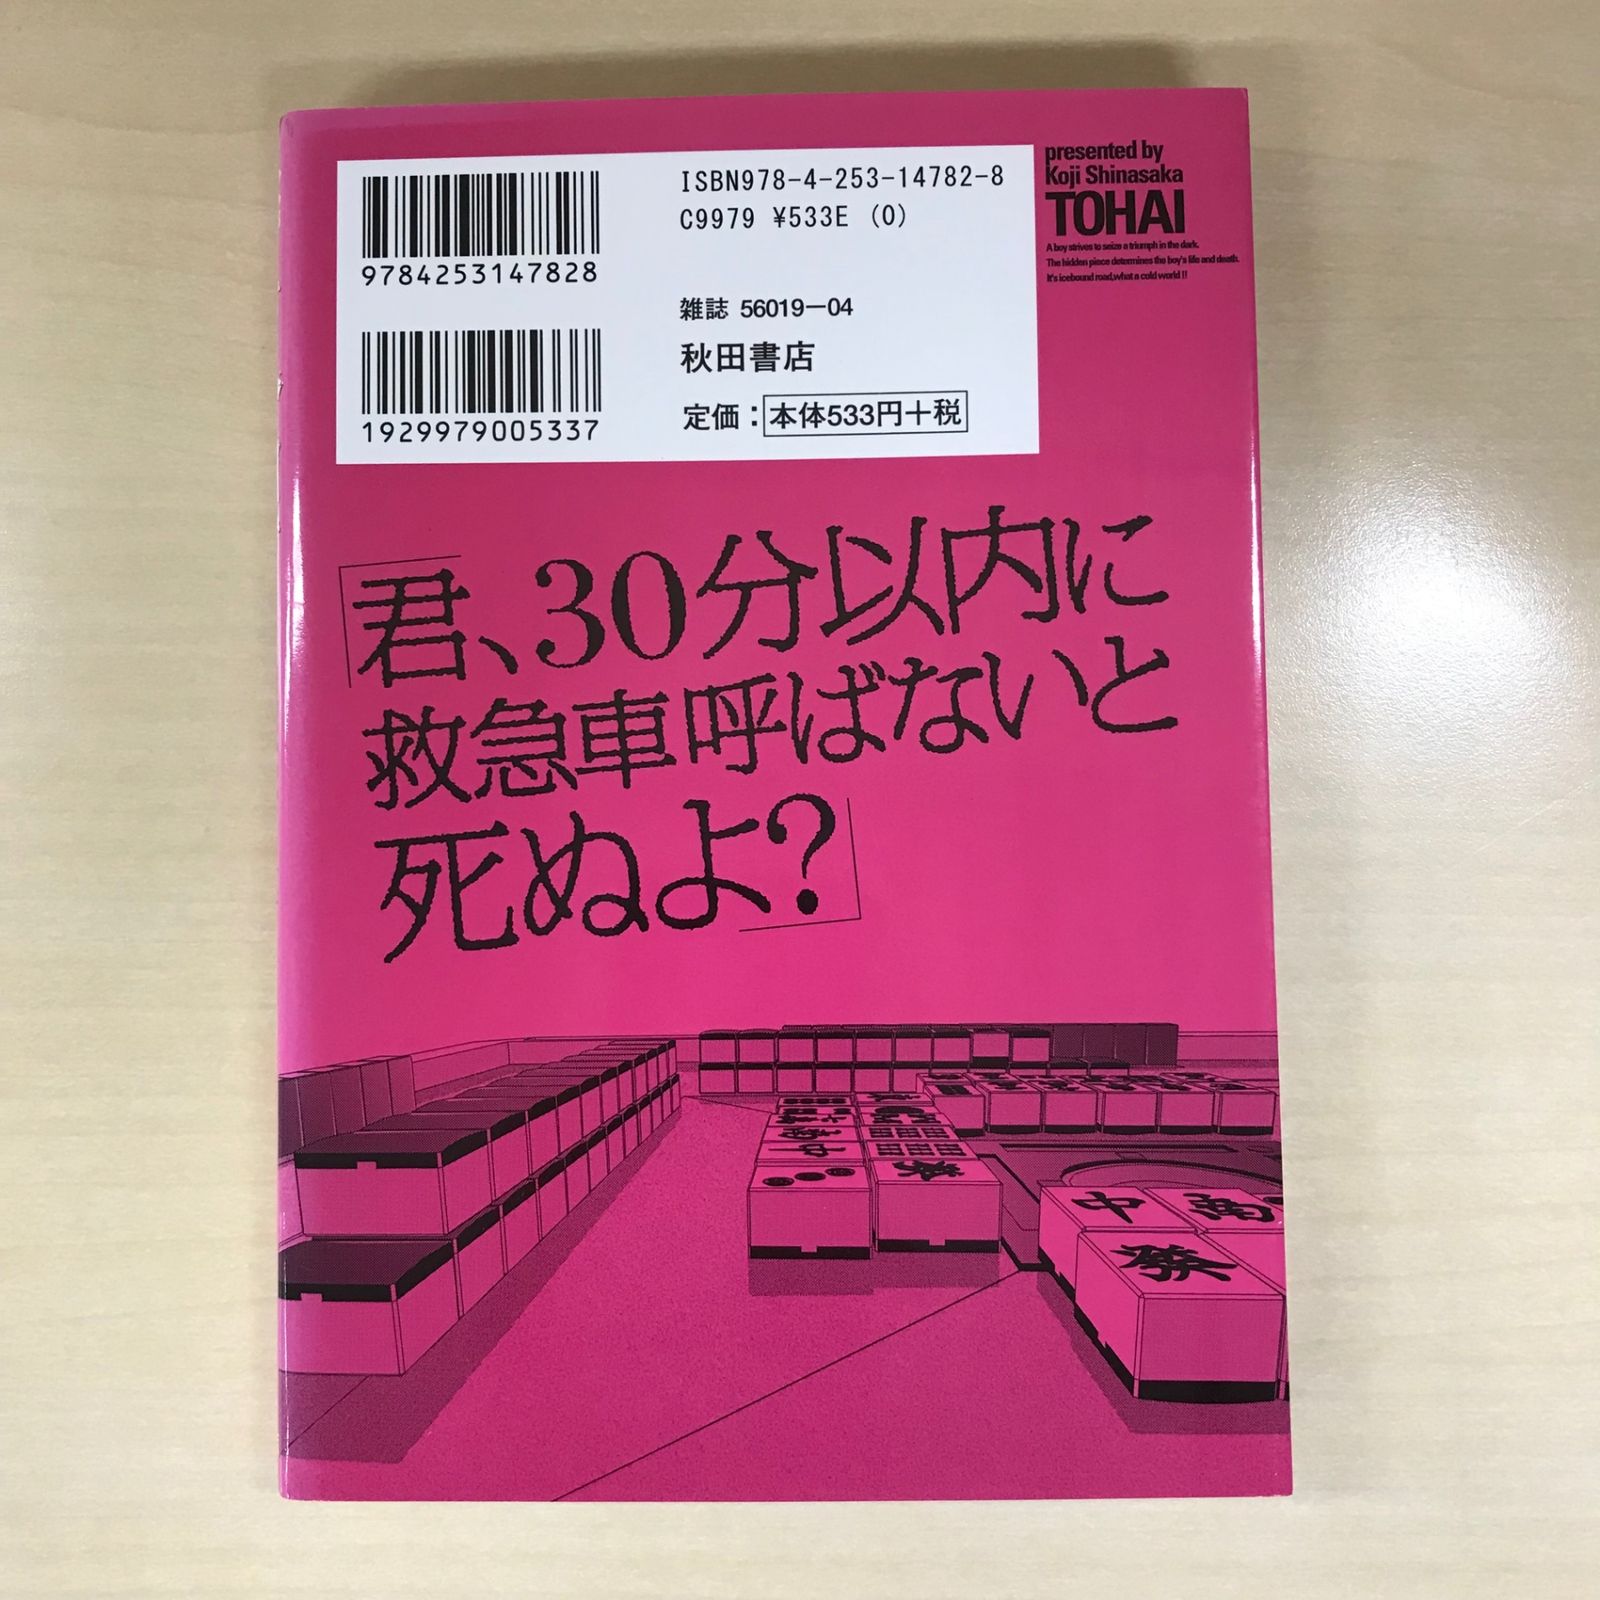 ISBN978-4-253-14782-8
C9979 ¥533E (0)
9784253147828
雑誌 56019-04
秋田書店
1929979005337
定価：本体533円+税
presented by
Koji Shinasaka
TOHAI
A boy strives to seize a triumph in the dark.
The hidden piece determines the boy's life and death.
It's icebound road,what a cold world !!
「君、30分以内に
救急車呼ばないと
死ぬよ?」
中
發